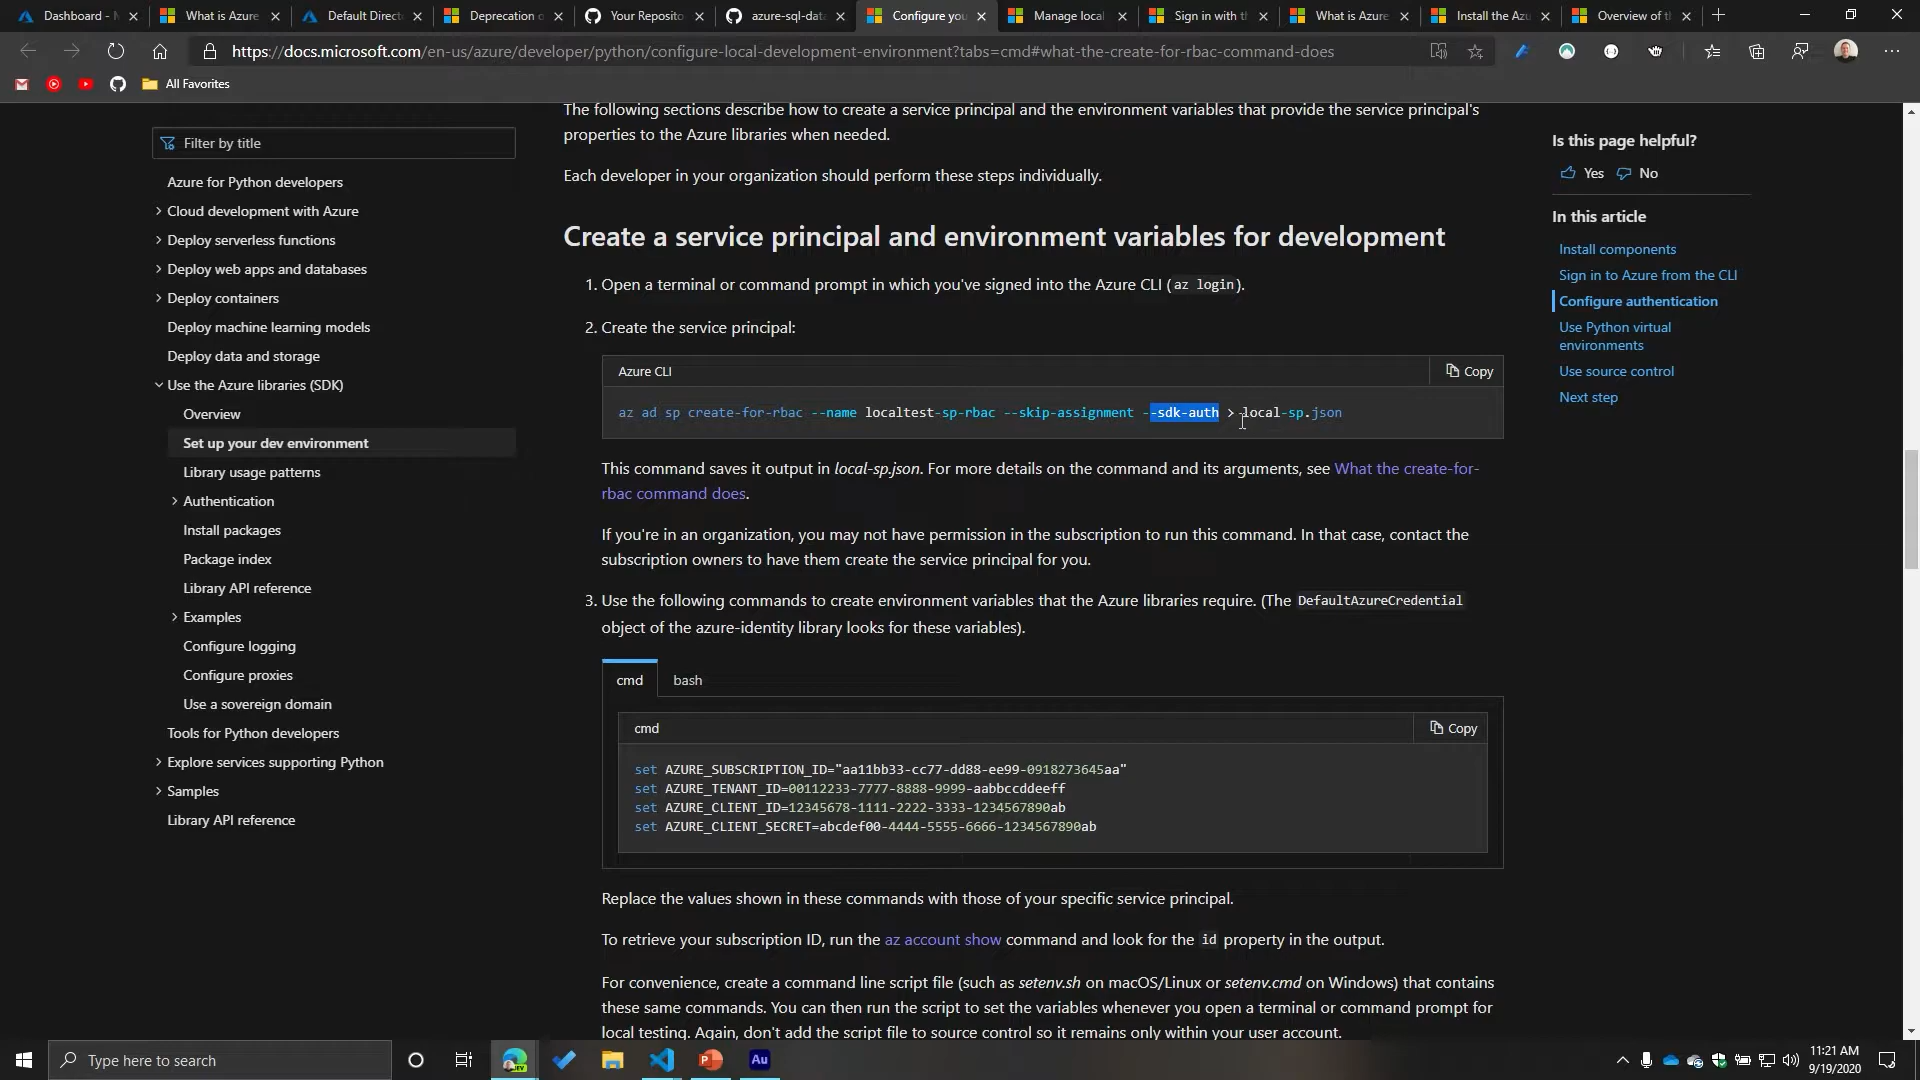 Dashboard - M
What is Azure
Default Direct
Deprecation o
Your Reposito
azure-sql-data
Configure you
Manage local
Sign in with t
What is Azure
Install the Azu
Overview of t
https://docs.microsoft.com/en-us/azure/developer/python/configure-local-development-environment?tabs=cmd#what-the-create-for-rbac-command-does
All Favorites
Filter by title
Azure for Python developers
Cloud development with Azure
Deploy serverless functions
Deploy web apps and databases
Deploy containers
Deploy machine learning models
Deploy data and storage
Use the Azure libraries (SDK)
Overview
Set up your dev environment
Library usage patterns
Authentication
Install packages
Package index
Library API reference
Examples
Configure logging
Configure proxies
Use a sovereign domain
Tools for Python developers
Explore services supporting Python
Samples
Library API reference
The following sections describe how to create a service principal and the environment variables that provide the service principal's
properties to the Azure libraries when needed.
Each developer in your organization should perform these steps individually.
Create a service principal and environment variables for development
1. Open a terminal or command prompt in which you've signed into the Azure CLI (az login).
2. Create the service principal:
Azure CLI
Copy
az ad sp create-for-rbac --name localtest-sp-rbac --skip-assignment --sdk-auth > local-sp.json
This command saves it output in local-sp.json. For more details on the command and its arguments, see What the create-for-
rbac command does.
If you're in an organization, you may not have permission in the subscription to run this command. In that case, contact the
subscription owners to have them create the service principal for you.
3. Use the following commands to create environment variables that the Azure libraries require. (The DefaultAzureCredential
object of the azure-identity library looks for these variables).
cmd
bash
cmd
Copy
set AZURE_SUBSCRIPTION_ID="aa11bb33-cc77-dd88-ee99-0918273645aa"
set AZURE_TENANT_ID=00112233-7777-8888-9999-aabbccddeeff
set AZURE_CLIENT_ID=12345678-1111-2222-3333-1234567890ab
set AZURE_CLIENT_SECRET=abcdef00-4444-5555-6666-1234567890ab
Replace the values shown in these commands with those of your specific service principal.
To retrieve your subscription ID, run the az account show command and look for the id property in the output.
For convenience, create a command line script file (such as setenv.sh on macOS/Linux or setenv.cmd on Windows) that contains
these same commands. You can then run the script to set the variables whenever you open a terminal or command prompt for
local testing. Again, don't add the script file to source control so it remains only within your user account.
Is this page helpful?
Yes
No
In this article
Install components
Sign in to Azure from the CLI
Configure authentication
Use Python virtual
environments
Use source control
Next step
Type here to search
DEV
Au
11:21 AM
9/19/2020